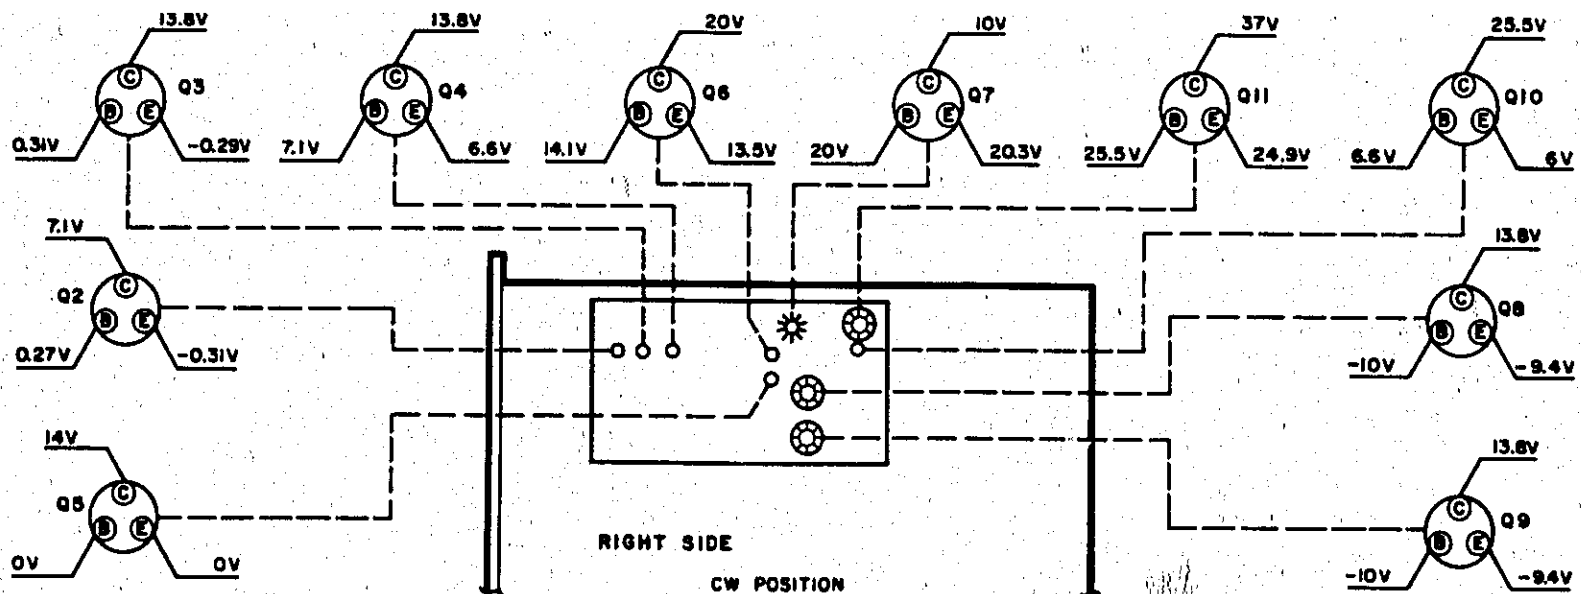 13.8V
13.8V
20V
10V
37V
25.5V
C
C
C
C
C
C
Q3
Q4
Q6
Q7
Q11
Q10
B E
B E
B E
B E
B E
B E
0.31V
-0.29V
7.1V
6.6V
14.1V
13.5V
20V
20.3V
25.5V
24.9V
6.6V
6V
7.1V
13.8V
Q2
C
C
Q8
B E
B E
0.27V
-0.31V
-10V
-9.4V
14V
13.8V
Q5
C
C
Q9
B E
B E
0V
0V
-10V
-9.4V
RIGHT SIDE
CW POSITION